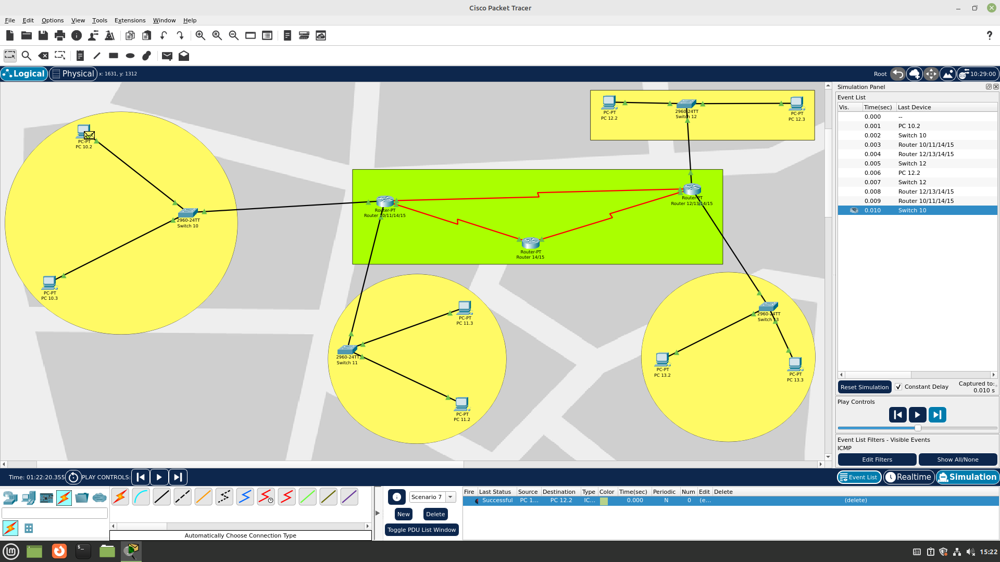 Cisco Packet Tracer
File Edit Options View Tools Extensions Window Help
Logical Physical x: 1631, y: 1312 Root 10:29:00
PC-PT
PC 10.2
2960-24TT
Switch 10
PC-PT
PC 10.3
PC-PT
PC 12.2
2960-24TT
Switch 12
PC-PT
PC 12.3
Router-PT
Router 10/11/14/15
Router-PT
Router 12/13/14/15
Router-PT
Router 14/15
PC-PT
PC 11.3
2960-24TT
Switch 11
PC-PT
PC 11.2
2960-24TT
Switch 13
PC-PT
PC 13.2
PC-PT
PC 13.3
Simulation Panel
Event List
Vis. Time(sec) Last Device
0.000 --
0.001 PC 10.2
0.002 Switch 10
0.003 Router 10/11/14/15
0.004 Router 12/13/14/15
0.005 Switch 12
0.006 PC 12.2
0.007 Switch 12
0.008 Router 12/13/14/15
0.009 Router 10/11/14/15
0.010 Switch 10
Reset Simulation Constant Delay Captured to:
0.010 s
Play Controls
Event List Filters - Visible Events
ICMP
Edit Filters Show All/None
Time: 01:22:20.355 PLAY CONTROLS: Event List Realtime Simulation
Automatically Choose Connection Type
Scenario 7
New Delete
Toggle PDU List Window
Fire Last Status Source Destination Type Color Time(sec) Periodic Num Edit Delete
Successful PC 1... PC 12.2 IC... 0.000 N 0 (e... (delete)
15:22